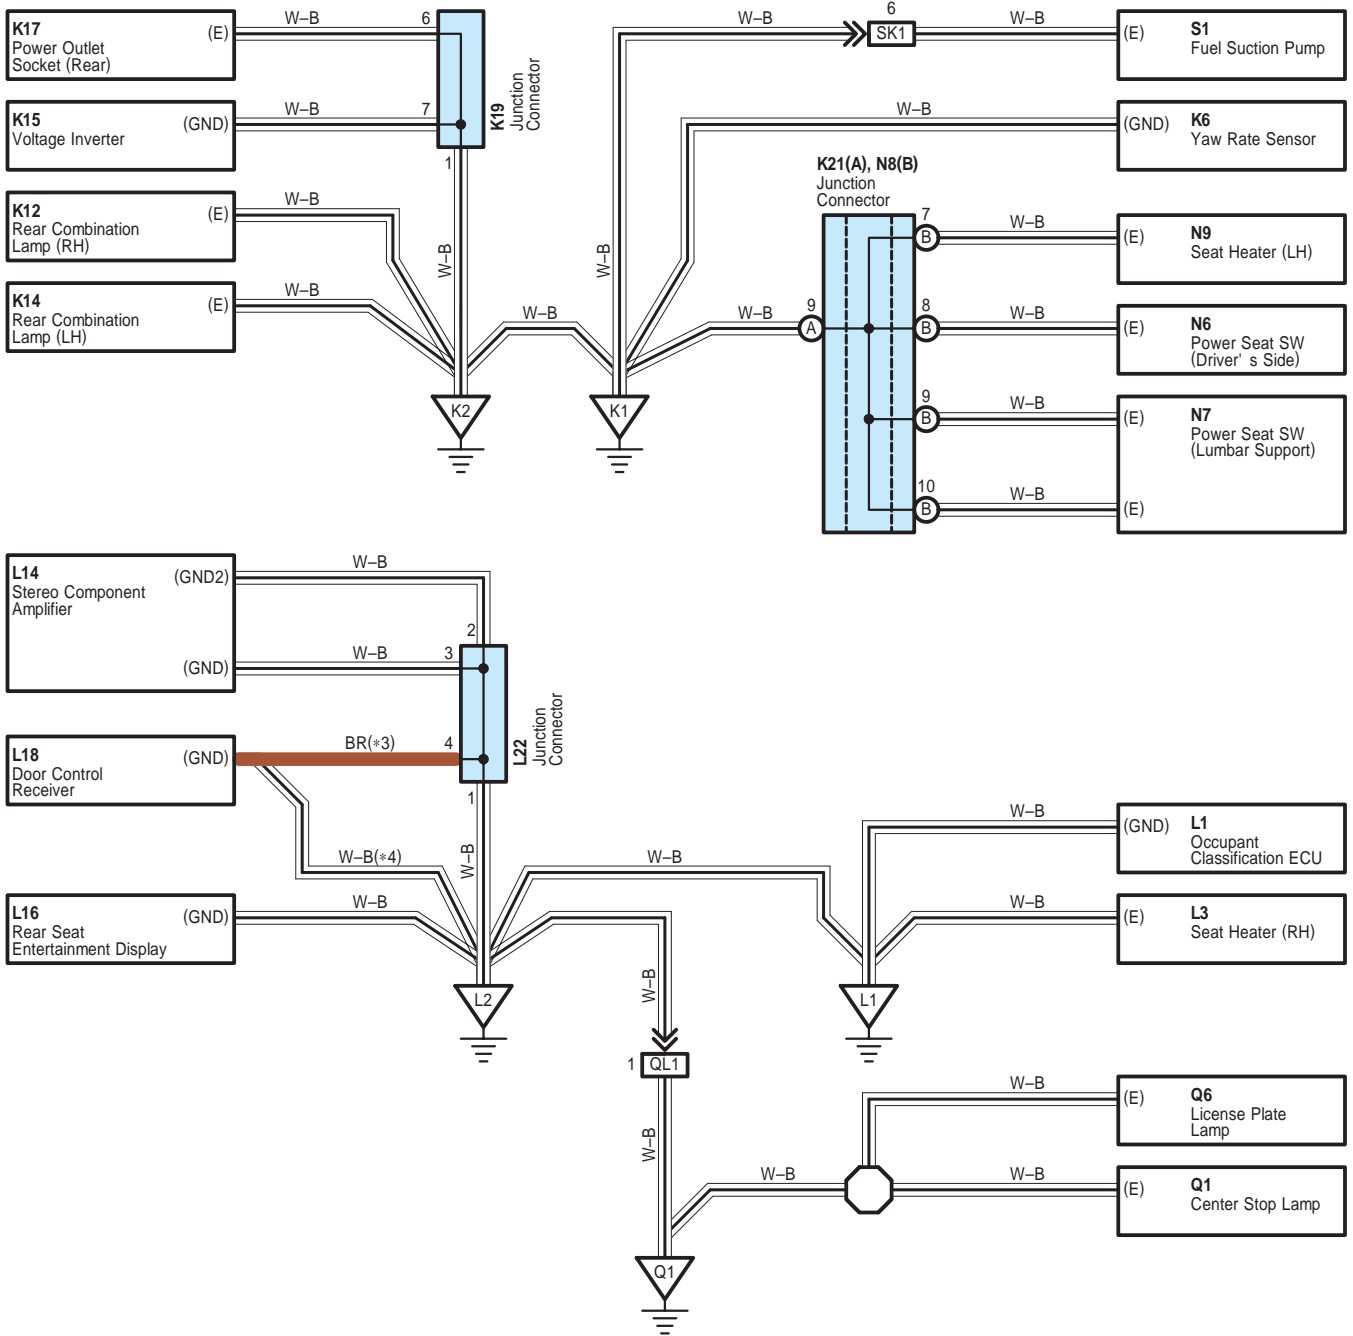 K17
Power Outlet
Socket (Rear)
(E)
W–B
6
K15
Voltage Inverter
(GND)
W–B
7
K19
Junction
Connector
1
K12
Rear Combination
Lamp (RH)
(E)
W–B
W–B
K14
Rear Combination
Lamp (LH)
(E)
W–B
W–B
K2
K1
W–B
W–B
6
SK1
W–B
(E)
S1
Fuel Suction Pump
W–B
(GND)
K6
Yaw Rate Sensor
K21(A), N8(B)
Junction
Connector
W–B
9
A
7
B
W–B
(E)
N9
Seat Heater (LH)
8
B
W–B
(E)
N6
Power Seat SW
(Driver' s Side)
9
B
W–B
(E)
N7
Power Seat SW
(Lumbar Support)
10
B
W–B
(E)
L14
Stereo Component
Amplifier
(GND2)
W–B
2
(GND)
W–B
3
L18
Door Control
Receiver
(GND)
BR(*3)
4
L22
Junction
Connector
1
W–B(*4)
W–B
W–B
L16
Rear Seat
Entertainment Display
(GND)
W–B
W–B
L2
W–B
(GND)
L1
Occupant
Classification ECU
W–B
(E)
L3
Seat Heater (RH)
L1
W–B
1
QL1
W–B
W–B
(E)
Q6
License Plate
Lamp
W–B
W–B
(E)
Q1
Center Stop Lamp
Q1